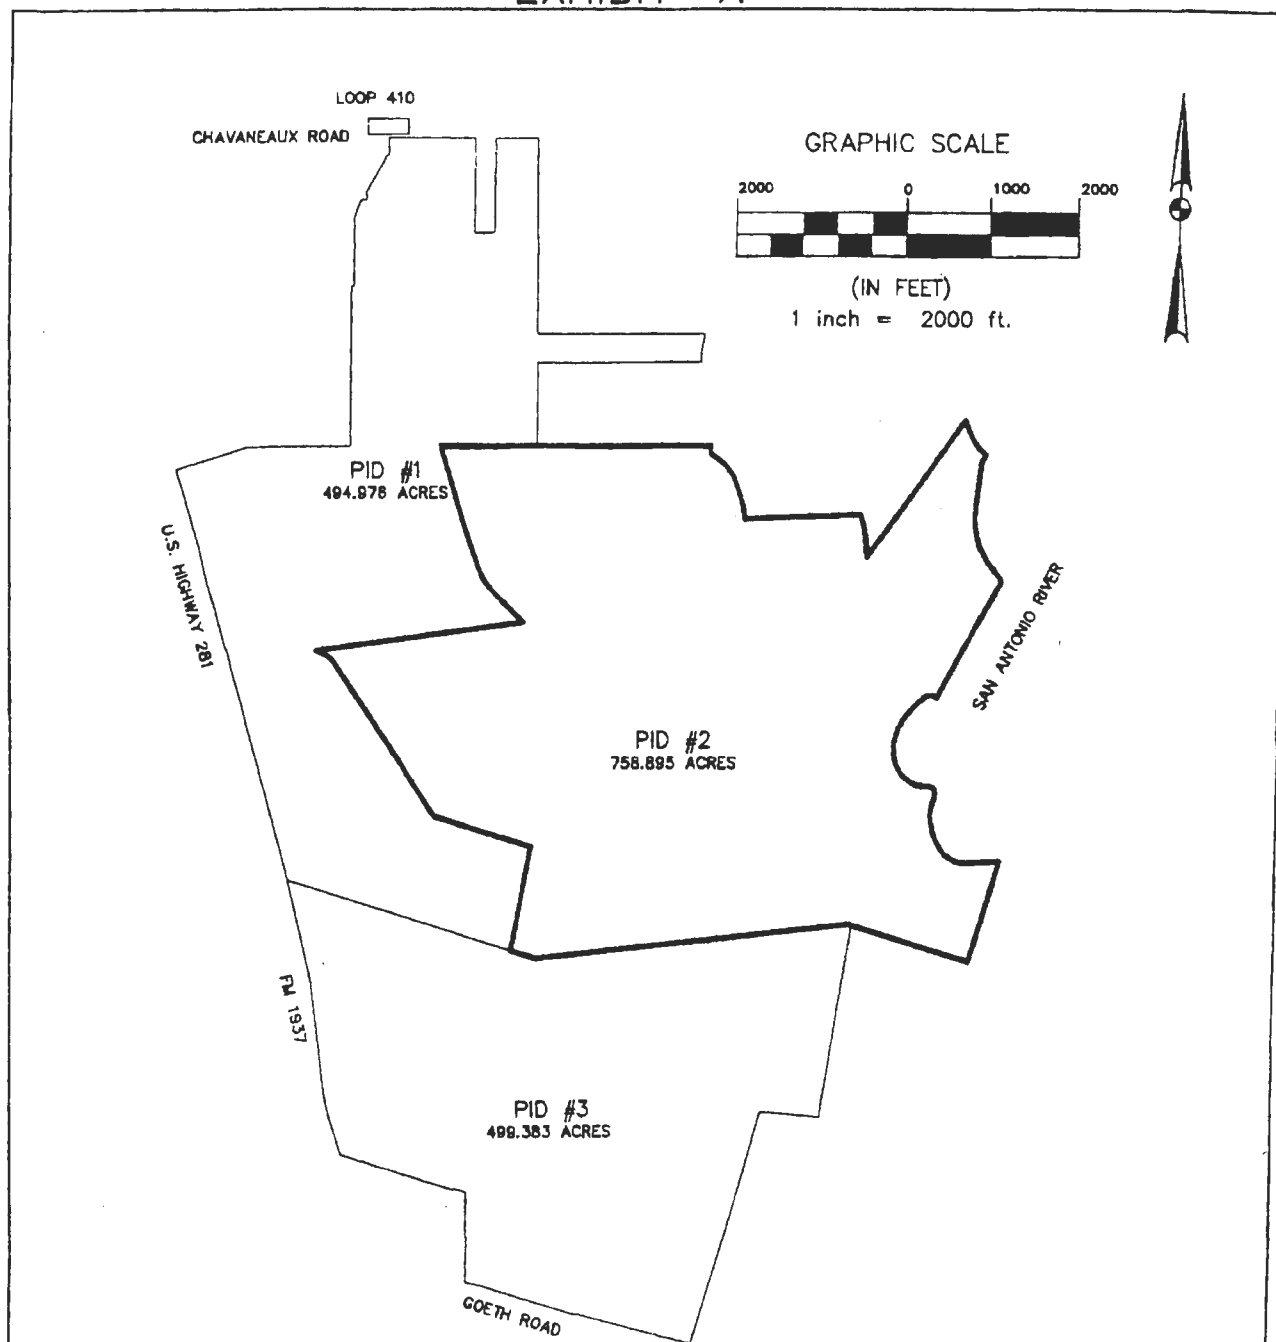 LOOP 410
CHAVANEAUX ROAD
GRAPHIC SCALE
2000 0 1000 2000
(IN FEET)
1 inch = 2000 ft.
PID #1
494.976 ACRES
U.S. HIGHWAY 281
SAN ANTONIO RIVER
PID #2
758.895 ACRES
FM 1937
PID #3
499.383 ACRES
GOETH ROAD